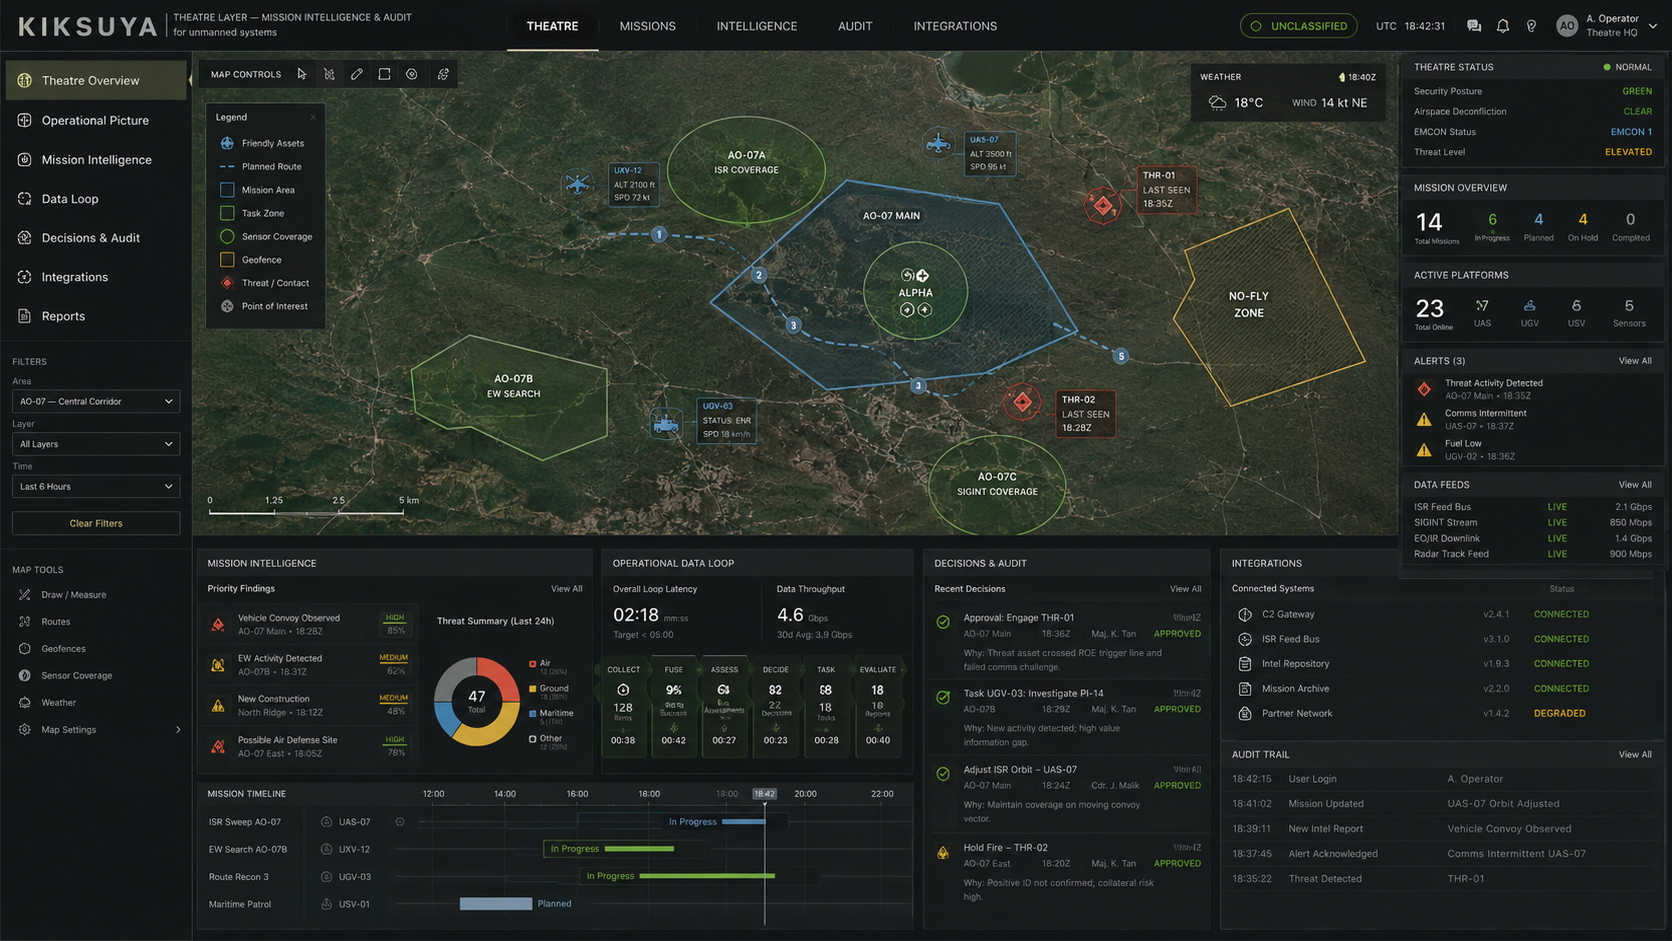 KIKSUYA
THEATRE LAYER — MISSION INTELLIGENCE & AUDIT
for unmanned systems
THEATRE
MISSIONS
INTELLIGENCE
AUDIT
INTEGRATIONS
UNCLASSIFIED
UTC 18:42:31
AO
A. Operator
Theatre HQ
Theatre Overview
Operational Picture
Mission Intelligence
Data Loop
Decisions & Audit
Integrations
Reports
FILTERS
Area
AO-07 — Central Corridor
Layer
All Layers
Time
Last 6 Hours
Clear Filters
MAP TOOLS
Draw / Measure
Routes
Geofences
Sensor Coverage
Weather
Map Settings
MAP CONTROLS
Legend
Friendly Assets
Planned Route
Mission Area
Task Zone
Sensor Coverage
Geofence
Threat / Contact
Point of Interest
UXV-12
ALT 2100 ft
SPD 72 kt
AO-07A
ISR COVERAGE
UAS-07
ALT 3500 ft
SPD 95 kt
THR-01
LAST SEEN
18:35Z
AO-07 MAIN
ALPHA
NO-FLY
ZONE
1
2
3
3
5
AO-07B
EW SEARCH
UGV-03
STATUS: ENR
SPD 18 km/h
THR-02
LAST SEEN
18.28Z
AO-07C
SIGINT COVERAGE
0 1.25 2.5 5 km
WEATHER
18:40Z
18°C
WIND 14 kt NE
THEATRE STATUS
NORMAL
Security Posture GREEN
Airspace Deconfliction CLEAR
EMCON Status EMCON 1
Threat Level ELEVATED
MISSION OVERVIEW
14 6 4 4 0
Total Missions In Progress Planned On Hold Complted
ACTIVE PLATFORMS
23 5
Total Online UAS UGV USV Sensors
ALERTS (3) View All
Threat Activity Detected
AO-07 Main • 18:35Z
Comms Intermittent
UAS-07 • 18:37Z
Fuel Low
UGV-02 • 18:36Z
DATA FEEDS View All
ISR Feed Bus LIVE 2.1 Gbps
SIGINT Stream LIVE 850 Mbps
EO/IR Downlink LIVE 1.4 Gbps
Radar Track Feed LIVE 900 Mbps
MISSION INTELLIGENCE
Priority Findings View All
Vehicle Convoy Observed HIGH
AO-07 Main • 18:28Z 85%
EW Activity Detected MEDIUM
AO-07B • 18:31Z 62%
New Construction MEDIUM
North Ridge • 18:12Z 48%
Possible Air Defense Site HIGH
AO-07 East • 18:05Z 78%
Threat Summary (Last 24h)
47
Total
Air
12 (26%)
Ground
Maritime
Other
12 (25%)
OPERATIONAL DATA LOOP
Overall Loop Latency
02:18 mm:ss
Target < 05:00
Data Throughput
4.6 Gbps
30d Avg: 3.9 Gbps
COLLECT FUSE ASSESS DECIDE TASK EVALUATE
128 22 18 18
Items Decisions Tasks Reports
00:38 00:42 00:27 00:23 00:28 00:40
DECISIONS & AUDIT
Recent Decisions View All
Approval: Engage THR-01
AO-07 Main 18:36Z Maj. K. Tan APPROVED
Why: Threat asset crossed ROE trigger line and
failed comms challenge.
Task UGV-03: Investigate PI-14
AO-07B 18:29Z Maj. K. Tan APPROVED
Why: New activity detected; high value
information gap.
Adjust ISR Orbit – UAS-07
AO-07 Main 18:24Z Cdr. J. Malik APPROVED
Why: Maintain coverage on moving convoy
vector.
Hold Fire – THR-02
AO-07 East 18:20Z Maj. K. Tan APPROVED
Why: Positive ID not confirmed; collateral risk
high.
INTEGRATIONS
Connected Systems Status
C2 Gateway v2.4.1 CONNECTED
ISR Feed Bus v3.1.0 CONNECTED
Intel Repository v1.9.3 CONNECTED
Mission Archive v2.2.0 CONNECTED
Partner Network v1.4.2 DEGRADED
AUDIT TRAIL View All
18:42:15 User Login A. Operator
18:41:02 Mission Updated UAS-07 Orbit Adjusted
18:39:11 New Intel Report Vehicle Convoy Observed
18:37:45 Alert Acknowledged Comms Intermittent UAS-07
18:35:22 Threat Detected THR-01
MISSION TIMELINE
12:00 14:00 16:00 18:00 18:00 18:42 20:00 22:00
ISR Sweep AO-07 UAS-07 In Progress
EW Search AO-07B UXV-12 In Progress
Route Recon 3 UGV-03 In Progress
Maritime Patrol USV-01 Planned